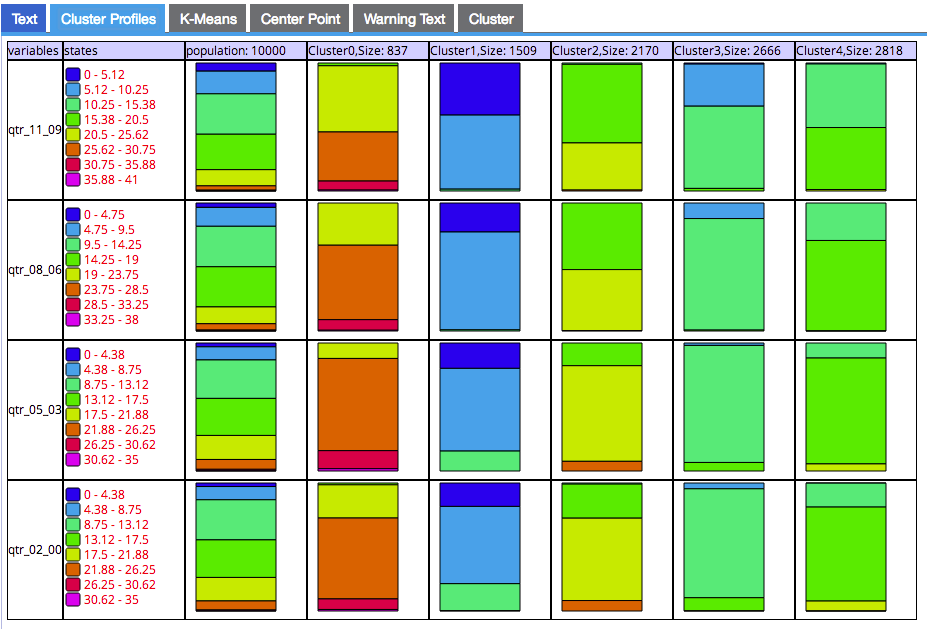 Text Cluster Profiles K-Means Center Point Warning Text Cluster
variables states population: 10000 Cluster0,Size: 837 Cluster1,Size: 1509 Cluster2,Size: 2170 Cluster3,Size: 2666 Cluster4,Size: 2818
qtr_11_09
0 - 5.12
5.12 - 10.25
10.25 - 15.38
15.38 - 20.5
20.5 - 25.62
25.62 - 30.75
30.75 - 35.88
35.88 - 41
qtr_08_06
0 - 4.75
4.75 - 9.5
9.5 - 14.25
14.25 - 19
19 - 23.75
23.75 - 28.5
28.5 - 33.25
33.25 - 38
qtr_05_03
0 - 4.38
4.38 - 8.75
8.75 - 13.12
13.12 - 17.5
17.5 - 21.88
21.88 - 26.25
26.25 - 30.62
30.62 - 35
qtr_02_00
0 - 4.38
4.38 - 8.75
8.75 - 13.12
13.12 - 17.5
17.5 - 21.88
21.88 - 26.25
26.25 - 30.62
30.62 - 35